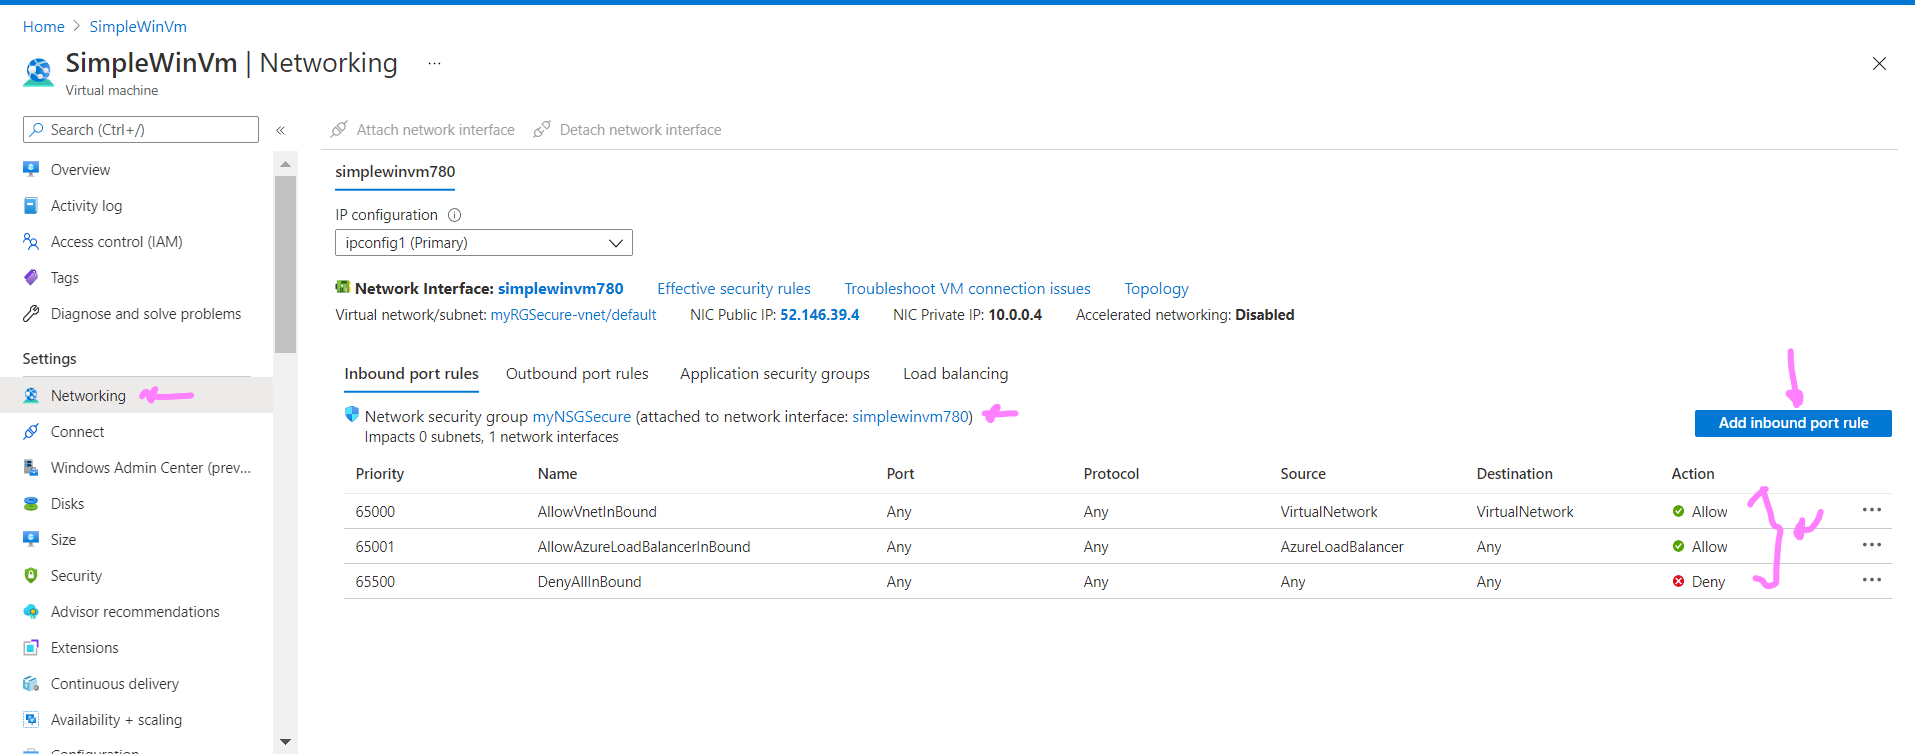 Home > SimpleWinVm
SimpleWinVm | Networking ...
Virtual machine
Search (Ctrl+/) «
Overview
Activity log
Access control (IAM)
Tags
Diagnose and solve problems
Settings
Networking
Connect
Windows Admin Center (prev...
Disks
Size
Security
Advisor recommendations
Extensions
Continuous delivery
Availability + scaling
Configuration
Attach network interface Detach network interface
simplewinvm780
IP configuration
ipconfig1 (Primary)
Network Interface: simplewinvm780 Effective security rules Troubleshoot VM connection issues Topology
Virtual network/subnet: myRGSecure-vnet/default NIC Public IP: 52.146.39.4 NIC Private IP: 10.0.0.4 Accelerated networking: Disabled
Inbound port rules Outbound port rules Application security groups Load balancing
Network security group myNSGSecure (attached to network interface: simplewinvm780)
Impacts 0 subnets, 1 network interfaces
Add inbound port rule
Priority Name Port Protocol Source Destination Action
65000 AllowVnetInBound Any Any VirtualNetwork VirtualNetwork Allow ...
65001 AllowAzureLoadBalancerInBound Any Any AzureLoadBalancer Any Allow ...
65500 DenyAllInBound Any Any Any Any Deny ...